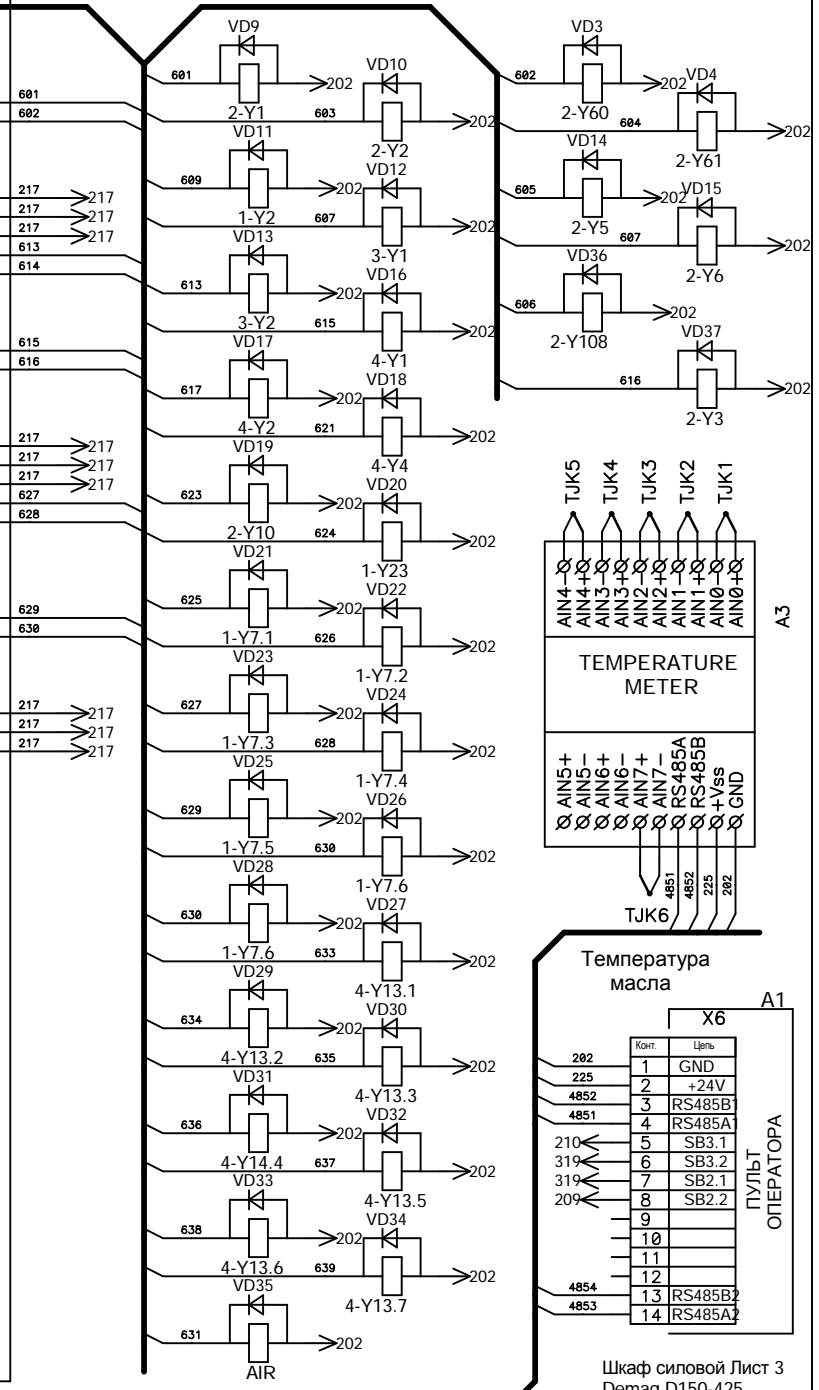 601
602
217
217
217
217
217
217
613
614
615
616
217
217
217
217
217
217
627
628
629
630
217
217
217
217
217
217
VD9
601
202
2-Y1
VD10
603
202
2-Y2
VD11
609
202
1-Y2
VD12
607
202
3-Y1
VD13
613
202
3-Y2
VD16
615
202
4-Y1
VD17
617
202
4-Y2
VD18
621
202
4-Y4
VD19
623
202
2-Y10
VD20
624
202
1-Y23
VD21
625
202
1-Y7.1
VD22
626
202
1-Y7.2
VD23
627
202
1-Y7.3
VD24
628
202
1-Y7.4
VD25
629
202
1-Y7.5
VD26
630
202
1-Y7.6
VD28
630
202
1-Y7.6
VD27
633
202
4-Y13.1
VD29
634
202
4-Y13.2
VD30
635
202
4-Y13.3
VD31
636
202
4-Y14.4
VD32
637
202
4-Y13.5
VD33
638
202
4-Y13.6
VD34
639
202
4-Y13.7
VD35
631
202
AIR
VD3
602
202
2-Y60
VD4
604
202
2-Y61
VD14
605
202
2-Y5
VD15
607
202
2-Y6
VD36
606
202
2-Y108
VD37
616
202
2-Y3
TJK5
TJK4
TJK3
TJK2
TJK1
AIN4-
AIN4+
AIN3-
AIN3+
AIN2-
AIN2+
AIN1-
AIN1+
AIN0-
AIN0+
A3
TEMPERATURE
METER
AIN5+
AIN5-
AIN6+
AIN6-
AIN7+
AIN7-
RS485A
RS485B
+Vss
GND
4851
4852
225
202
TJK6
Температура
масла
A1
X6
Конт. Цепь
202 1 GND
225 2 +24V
4852 3 RS485B1
4851 4 RS485A1
210 5 SB3.1
319 6 SB3.2
319 7 SB2.1
209 8 SB2.2
9
10
11
12
4854 13 RS485B2
4853 14 RS485A2
ПУЛЬТ
ОПЕРАТОРА
Шкаф силовой Лист 3
Demag D150-425